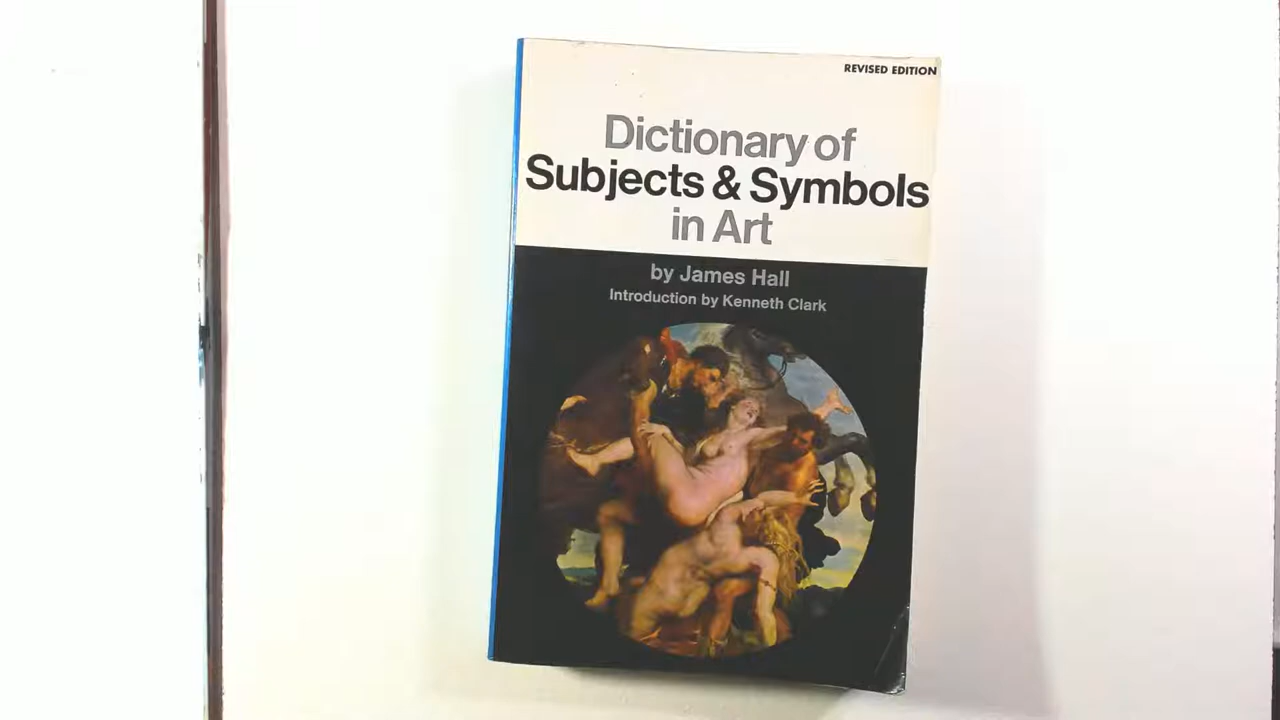 REVISED EDITION
Dictionary of
Subjects & Symbols
in Art
by James Hall
Introduction by Kenneth Clark